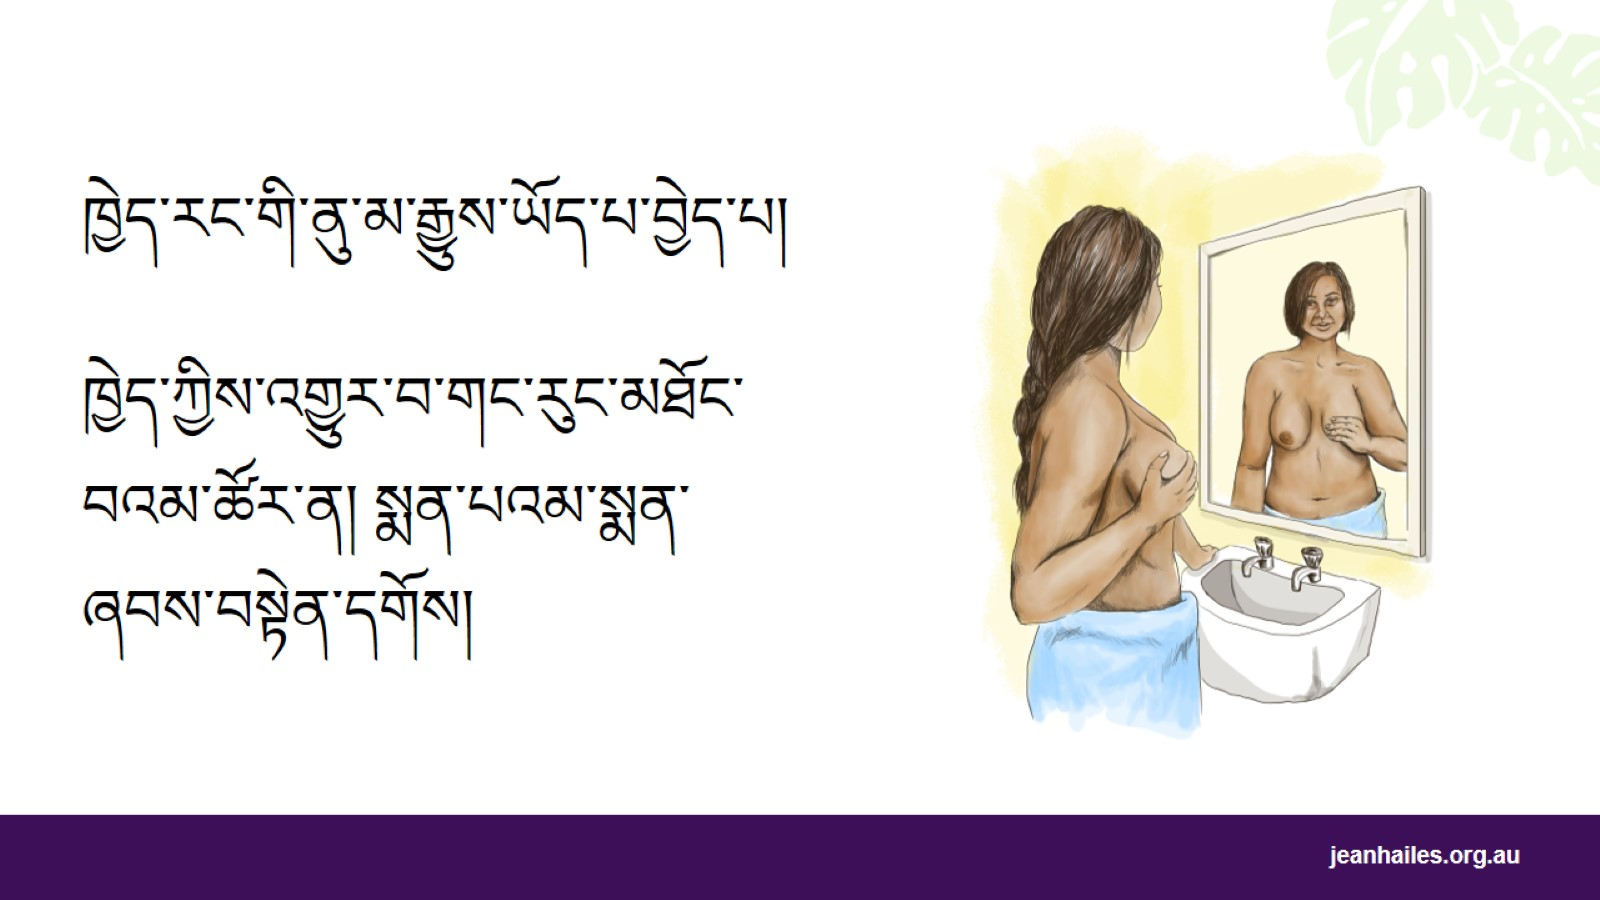 ཁྱེད་རང་གི་ནུ་མ་རྒྱུས་ཡོད་པ་བྱེད་པ།
ཁྱེད་ཀྱིས་འགྱུར་བ་གང་རུང་མཐོང་
བའམ་ཚོར་ན། སྨན་པའམ་སྨན་
ཞབས་བསྟེན་དགོས།
jeanhailes.org.au